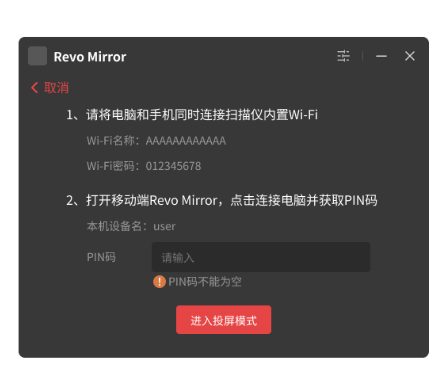 Revo Mirror
取消
1、请将电脑和手机同时连接扫描仪内置Wi-Fi
Wi-Fi名称：AAAAAAAAAAAA
Wi-Fi密码：012345678
2、打开移动端Revo Mirror，点击连接电脑并获取PIN码
本机设备名：user
PIN码 请输入
PIN码不能为空
进入投屏模式